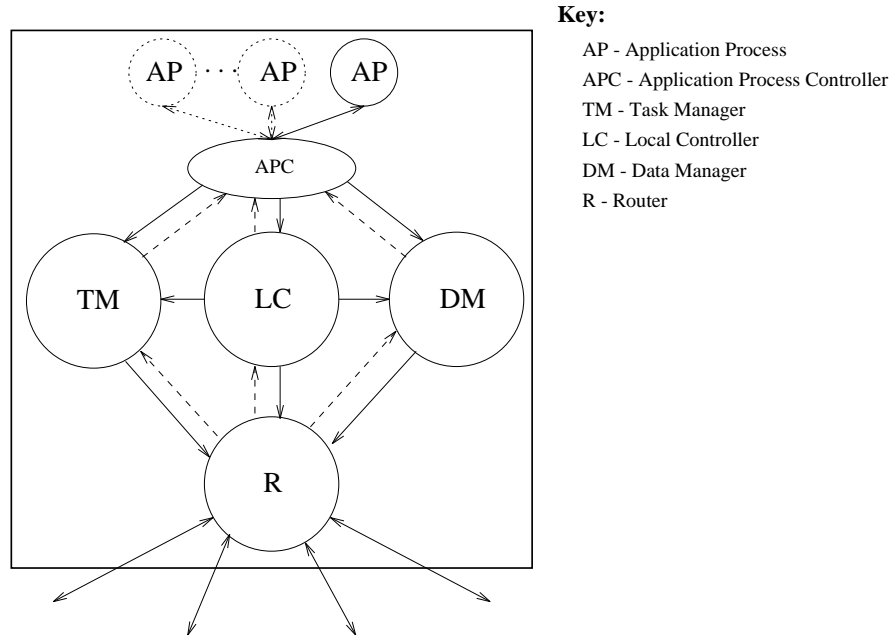 Key:
AP - Application Process
APC - Application Process Controller
TM - Task Manager
LC - Local Controller
DM - Data Manager
R - Router
AP · · · AP AP
APC
TM LC DM
R